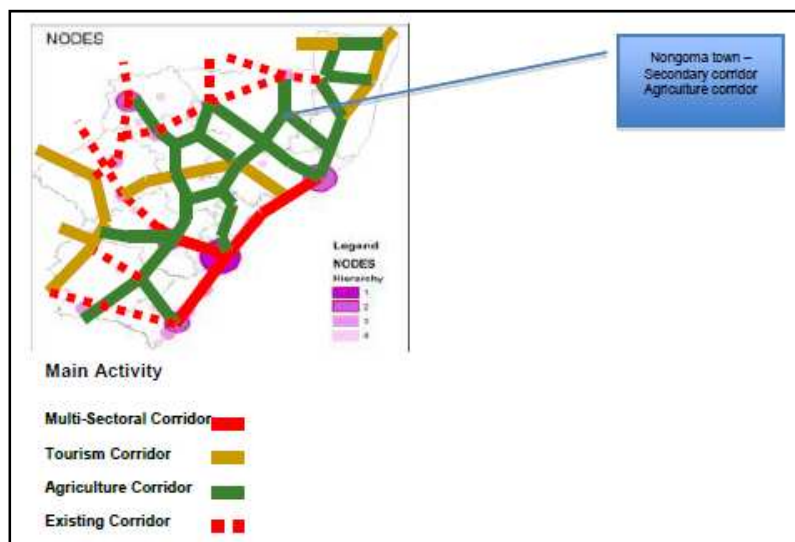 NODES
Nongoma town –
Secondary corridor
Agriculture corridor
Legend
NODES
Hierarchy
1
2
3
4
Main Activity
Multi-Sectoral Corridor
Tourism Corridor
Agriculture Corridor
Existing Corridor